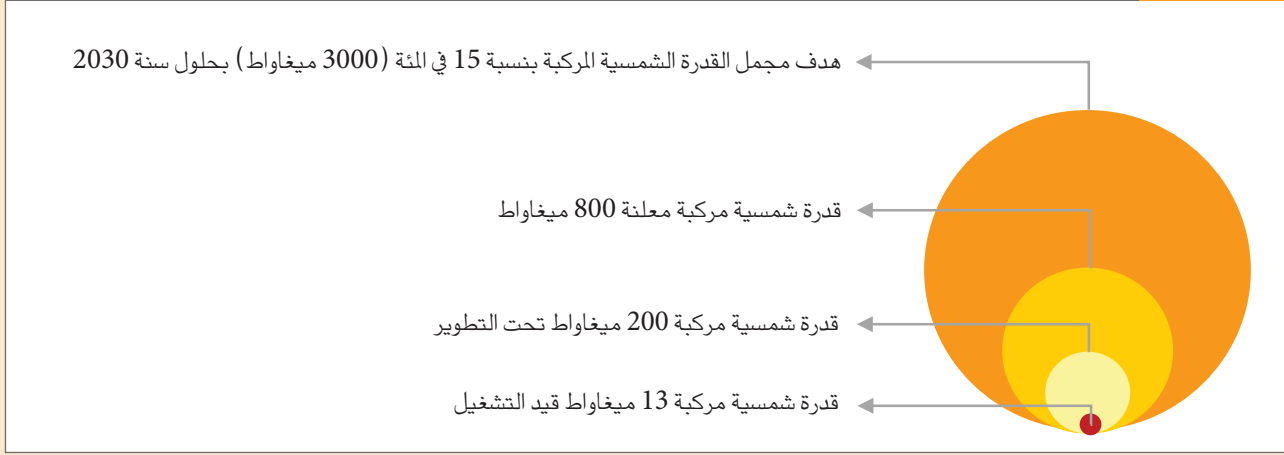 هدف مجمل القدرة الشمسية المركبة بنسبة 15 في المئة (3000 ميغاواط) بحلول سنة 2030
قدرة شمسية مركبة معلنة 800 ميغاواط
قدرة شمسية مركبة 200 ميغاواط تحت التطوير
قدرة شمسية مركبة 13 ميغاواط قيد التشغيل